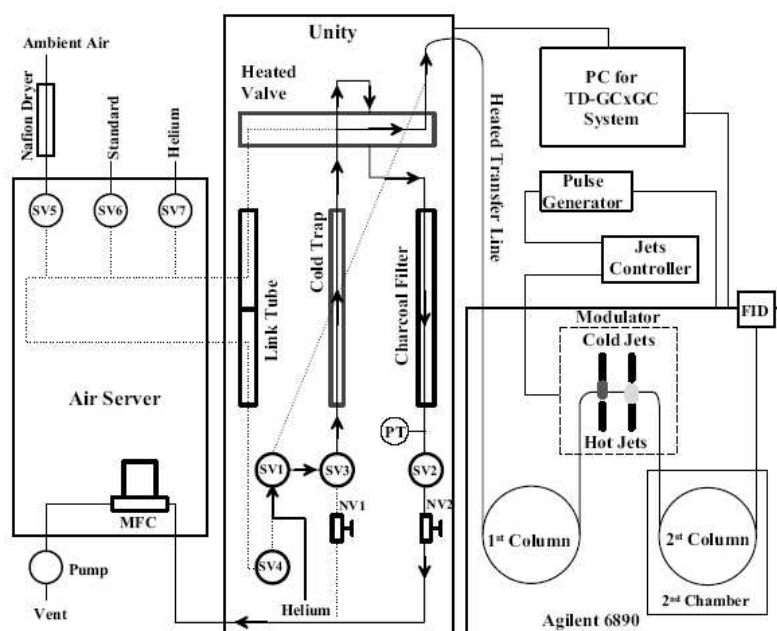 Unity
Ambient Air
Nafion Dryer
Standard
Helium
SV5
SV6
SV7
Air Server
MFC
Pump
Vent
Heated
Valve
Link Tube
Cold Trap
Charcoal Filter
PT
SV1
SV3
SV2
NV1
NV2
SV4
Helium
Heated Transfer Line
PC for
TD-GCxGC
System
Pulse
Generator
Jets
Controller
FID
Modulator
Cold Jets
Hot Jets
1st Column
2st Column
2nd Chamber
Agilent 6890